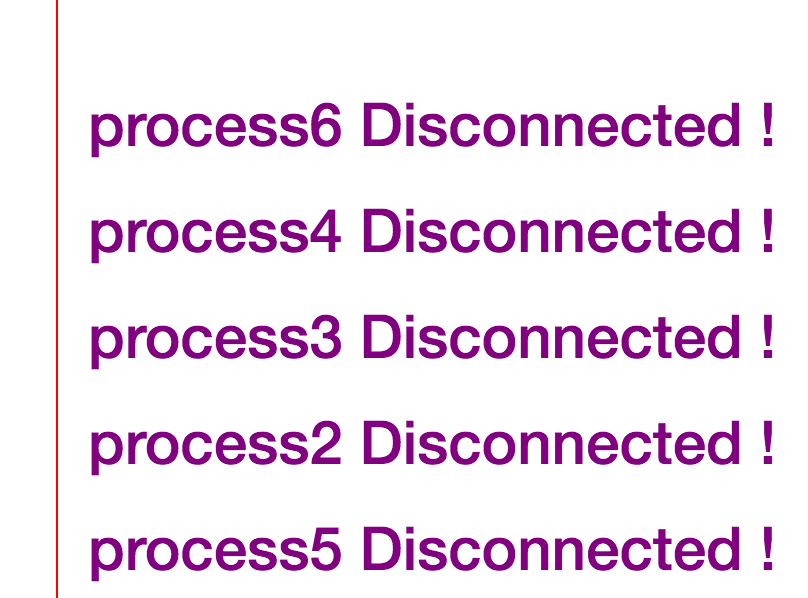 process6 Disconnected !
process4 Disconnected !
process3 Disconnected !
process2 Disconnected !
process5 Disconnected !